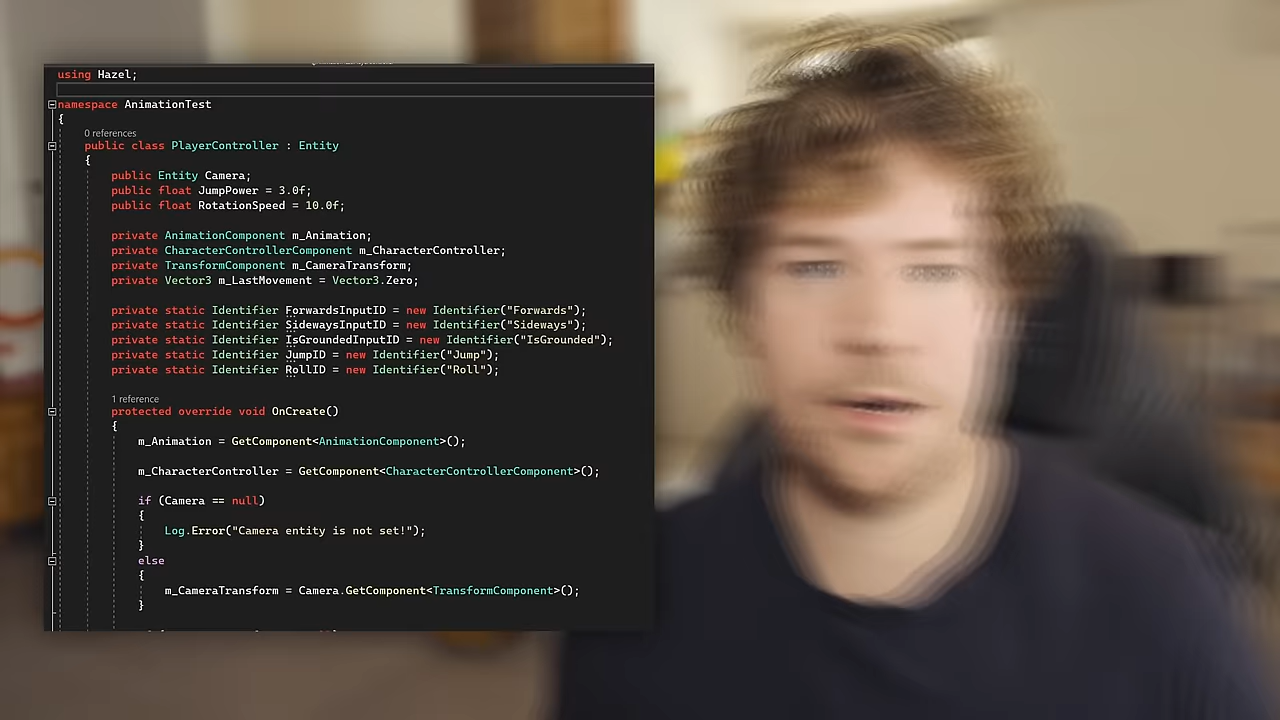 using Hazel;
namespace AnimationTest
{
0 references
public class PlayerController : Entity
{
public Entity Camera;
public float JumpPower = 3.0f;
public float RotationSpeed = 10.0f;
private AnimationComponent m_Animation;
private CharacterControllerComponent m_CharacterController;
private TransformComponent m_CameraTransform;
private Vector3 m_LastMovement = Vector3.Zero;
private static Identifier ForwardsInputID = new Identifier("Forwards");
private static Identifier SidewaysInputID = new Identifier("Sideways");
private static Identifier IsGroundedInputID = new Identifier("IsGrounded");
private static Identifier JumpID = new Identifier("Jump");
private static Identifier RollID = new Identifier("Roll");
1 reference
protected override void OnCreate()
{
m_Animation = GetComponent<AnimationComponent>();
m_CharacterController = GetComponent<CharacterControllerComponent>();
if (Camera == null)
{
Log.Error("Camera entity is not set!");
}
else
{
m_CameraTransform = Camera.GetComponent<TransformComponent>();
}